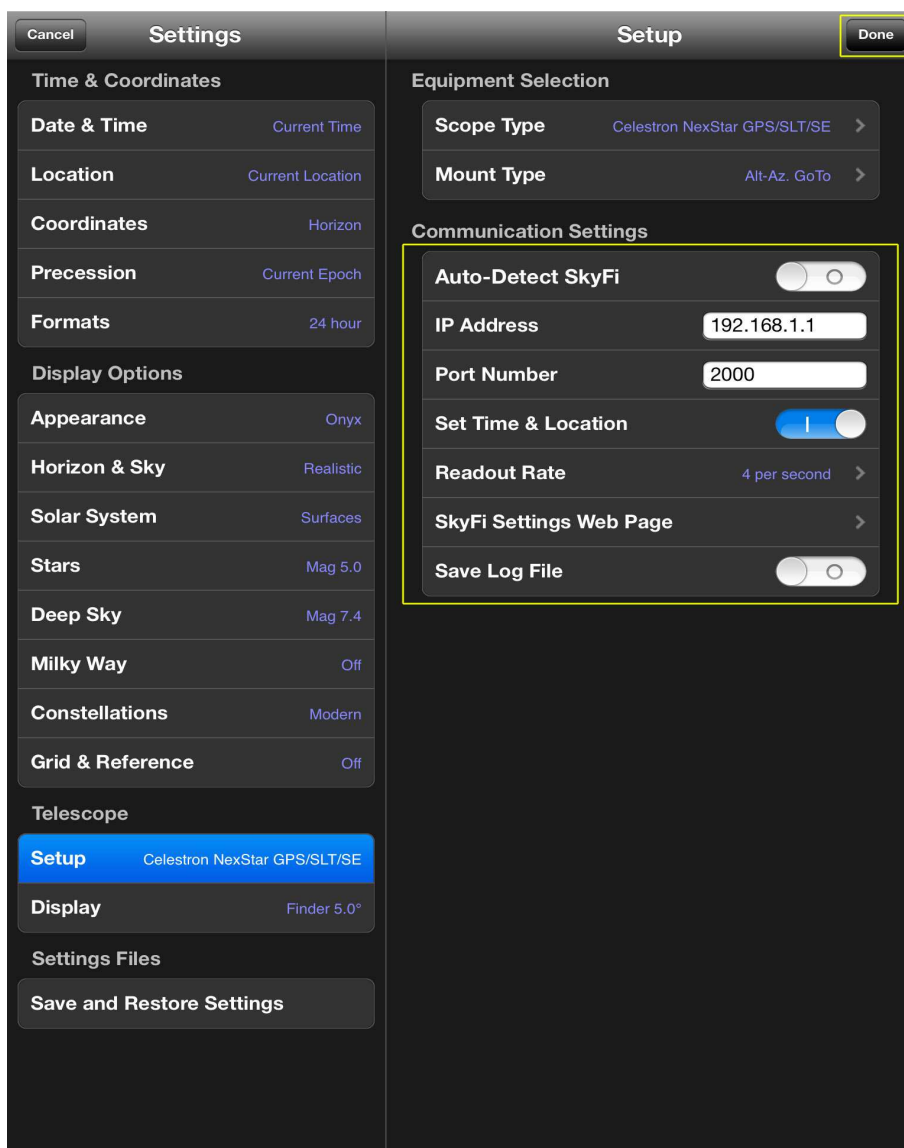 Cancel
Settings
Time & Coordinates
Date & Time Current Time
Location Current Location
Coordinates Horizon
Precession Current Epoch
Formats 24 hour
Display Options
Appearance Onyx
Horizon & Sky Realistic
Solar System Surfaces
Stars Mag 5.0
Deep Sky Mag 7.4
Milky Way Off
Constellations Modern
Grid & Reference Off
Telescope
Setup Celestron NexStar GPS/SLT/SE
Display Finder 5.0°
Settings Files
Save and Restore Settings
Setup
Done
Equipment Selection
Scope Type Celestron NexStar GPS/SLT/SE
Mount Type Alt-Az. GoTo
Communication Settings
Auto-Detect SkyFi
IP Address 192.168.1.1
Port Number 2000
Set Time & Location
Readout Rate 4 per second
SkyFi Settings Web Page
Save Log File